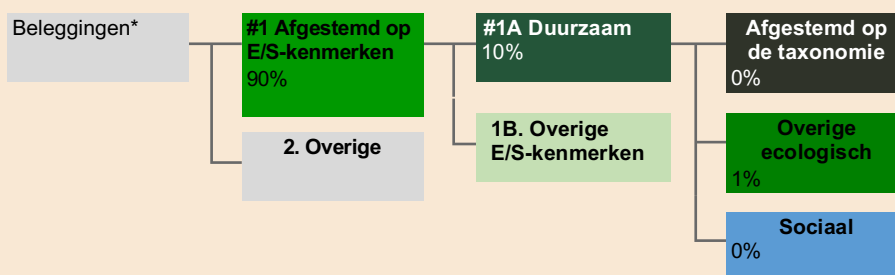 Beleggingen*
#1 Afgestemd op
E/S-kenmerken
90%
2. Overige
#1A Duurzaam
10%
1B. Overige
E/S-kenmerken
Afgestemd op
de taxonomie
0%
Overige
ecologisch
1%
Sociaal
0%